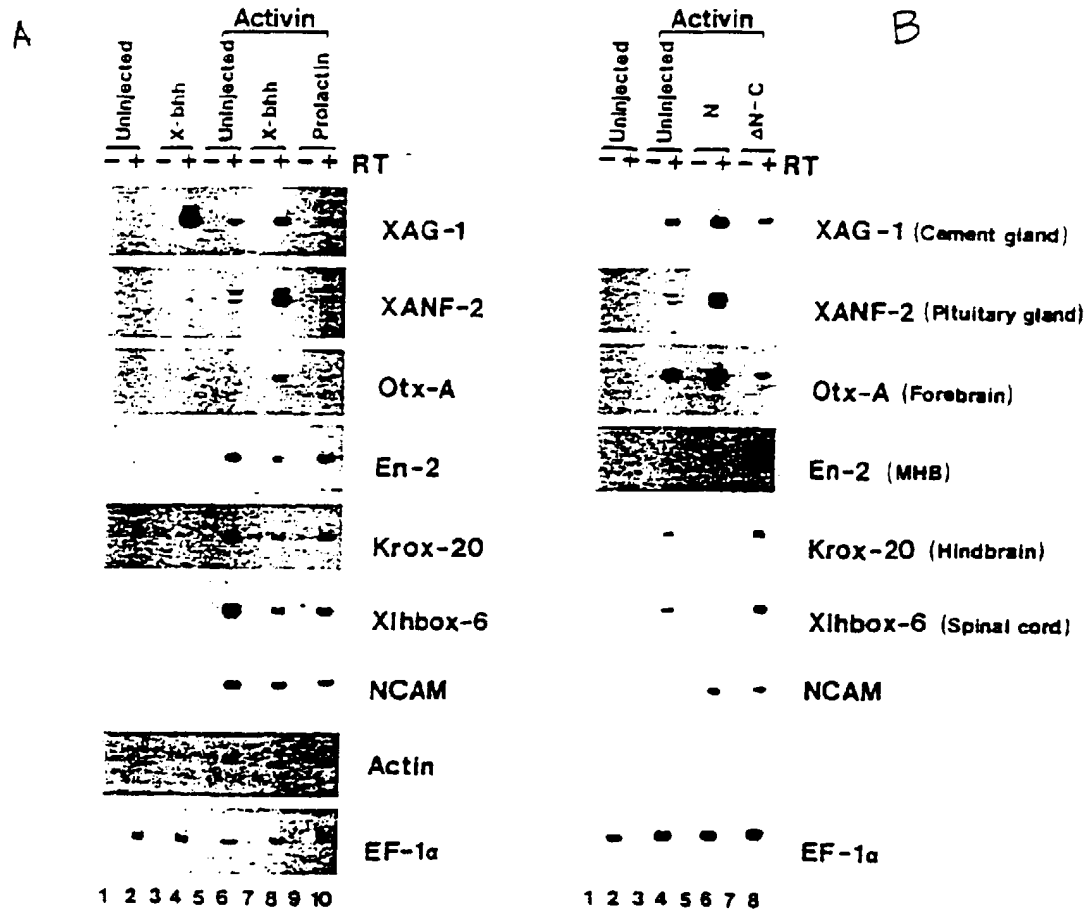 A
Activin
Uninjected
X-bhh
Uninjected
X-bhh
Prolactin
- + - + - + - + - + RT
XAG-1
XANF-2
Otx-A
En-2
Krox-20
Xlhbox-6
NCAM
Actin
EF-1α
1 2 3 4 5 6 7 8 9 10
B
Activin
Uninjected
Uninjected
N
ΔN-C
- + - + - + - + RT
XAG-1 (Cement gland)
XANF-2 (Pituitary gland)
Otx-A (Forebrain)
En-2 (MHB)
Krox-20 (Hindbrain)
Xlhbox-6 (Spinal cord)
NCAM
EF-1α
1 2 3 4 5 6 7 8